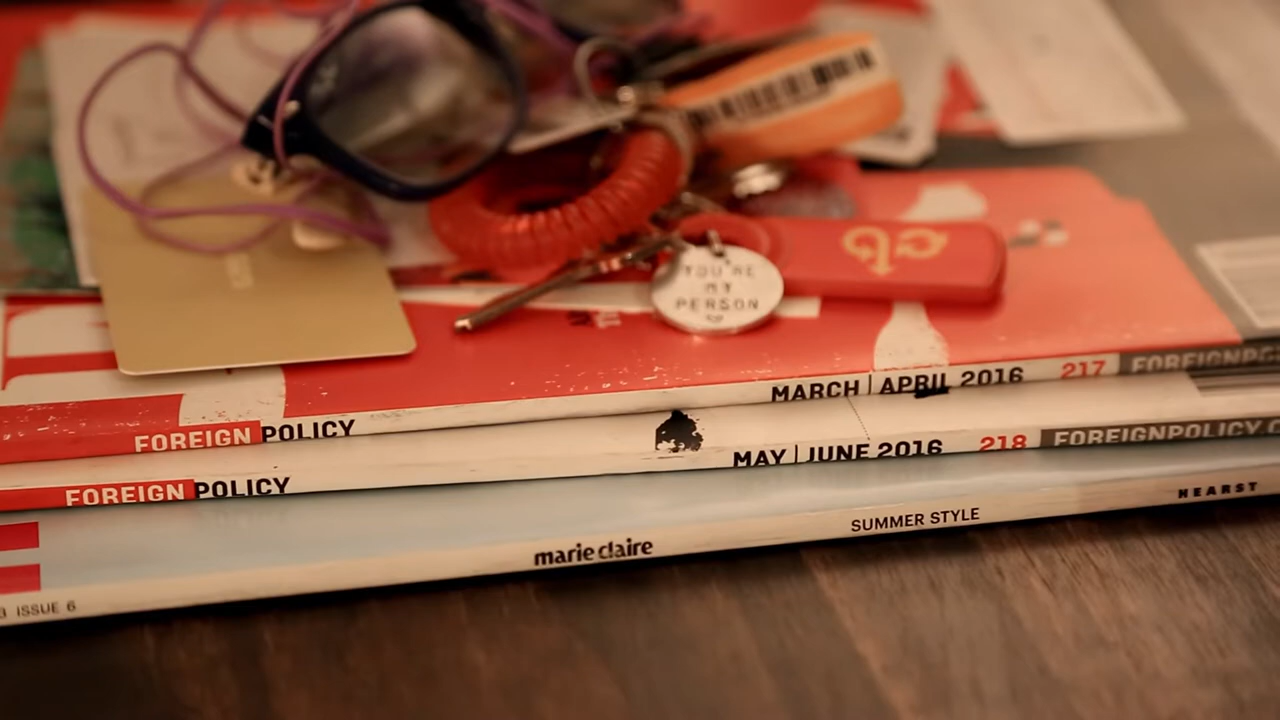 YOU'RE
MY
PERSON
FOREIGN POLICY MARCH | APRIL 2016 217
FOREIGN POLICY MAY | JUNE 2016 218 FOREIGNPOLICY.C
ISSUE 6 marie claire SUMMER STYLE HEARST